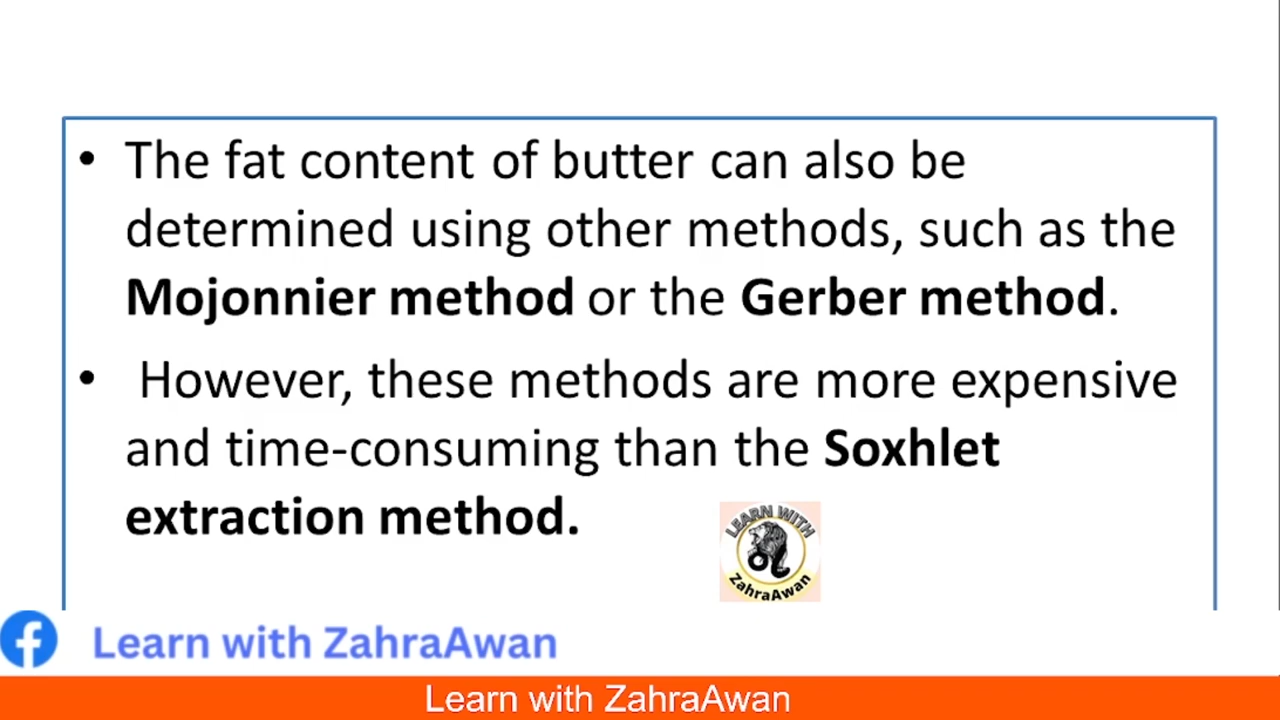 • The fat content of butter can also be
determined using other methods, such as the
Mojonnier method or the Gerber method.
• However, these methods are more expensive
and time-consuming than the Soxhlet
extraction method.
LEARN WITH
ZahraAwan
Learn with ZahraAwan
Learn with ZahraAwan